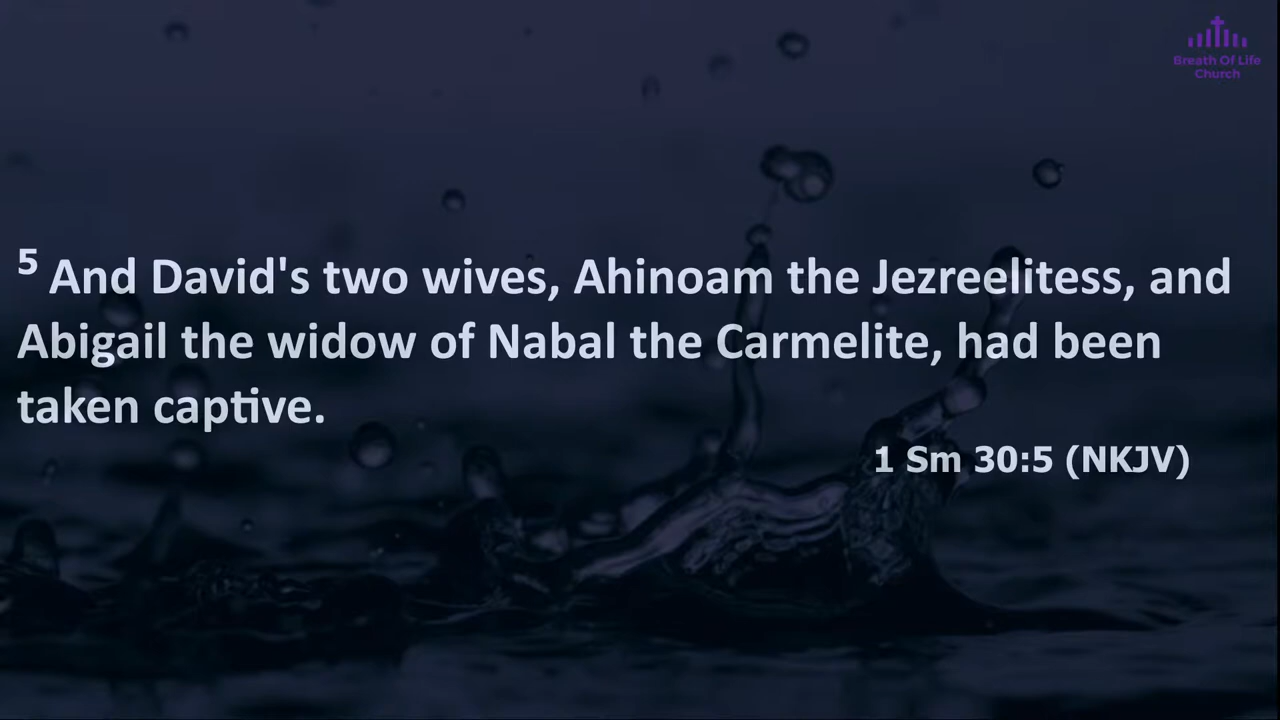 Breath Of Life
Church
5 And David's two wives, Ahinoam the Jezreelitess, and
Abigail the widow of Nabal the Carmelite, had been
taken captive.
1 Sm 30:5 (NKJV)